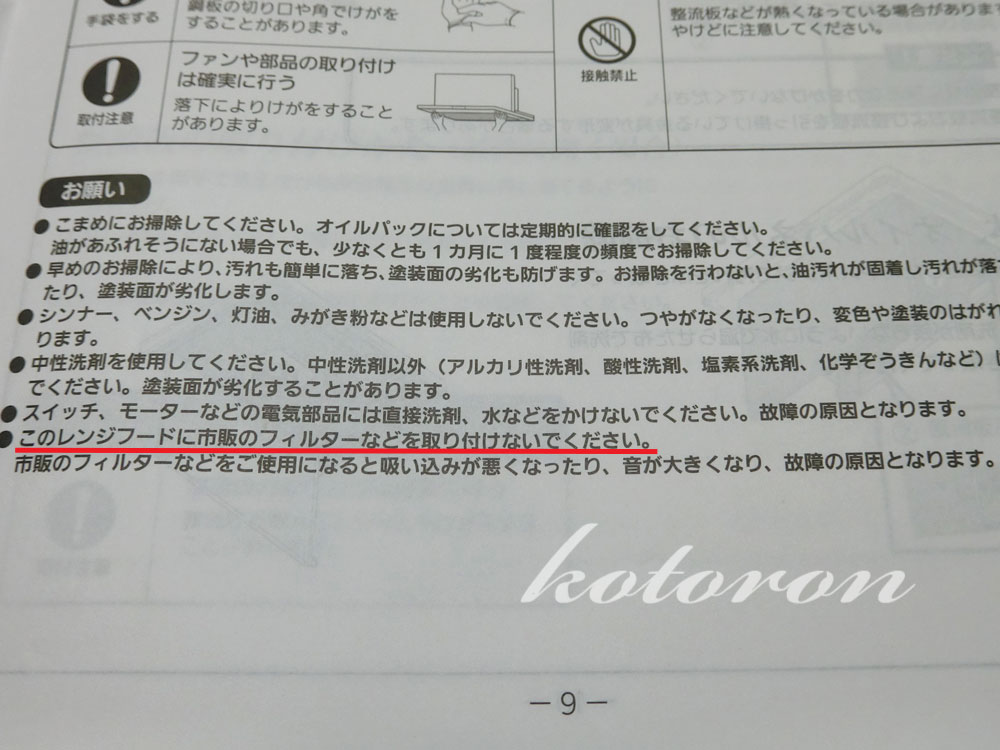 手袋をする
鋼板の切り口や角でけがを
することがあります。
取付注意
ファンや部品の取り付け
は確実に行う
落下によりけがをすること
があります。
接触禁止
整流板などが熱くなっている場合がありま
やけどに注意してください。
お願い
●こまめにお掃除してください。オイルパックについては定期的に確認をしてください。
油があふれそうにない場合でも、少なくとも1カ月に1度程度の頻度でお掃除してください。
●早めのお掃除により、汚れも簡単に落ち、塗装面の劣化も防げます。お掃除を行わないと、油汚れが固着し汚れが落
たり、塗装面が劣化します。
●シンナー、ベンジン、灯油、みがき粉などは使用しないでください。つやがなくなったり、変色や塗装のはがれ
ります。
●中性洗剤を使用してください。中性洗剤以外（アルカリ性洗剤、酸性洗剤、塩素系洗剤、化学ぞうきんなど）
でください。塗装面が劣化することがあります。
●スイッチ、モーターなどの電気部品には直接洗剤、水などをかけないでください。故障の原因となります。
●このレンジフードに市販のフィルターなどを取り付けないでください。
市販のフィルターなどをご使用になると吸い込みが悪くなったり、音が大きくなり、故障の原因となります。
kotoron
－9－